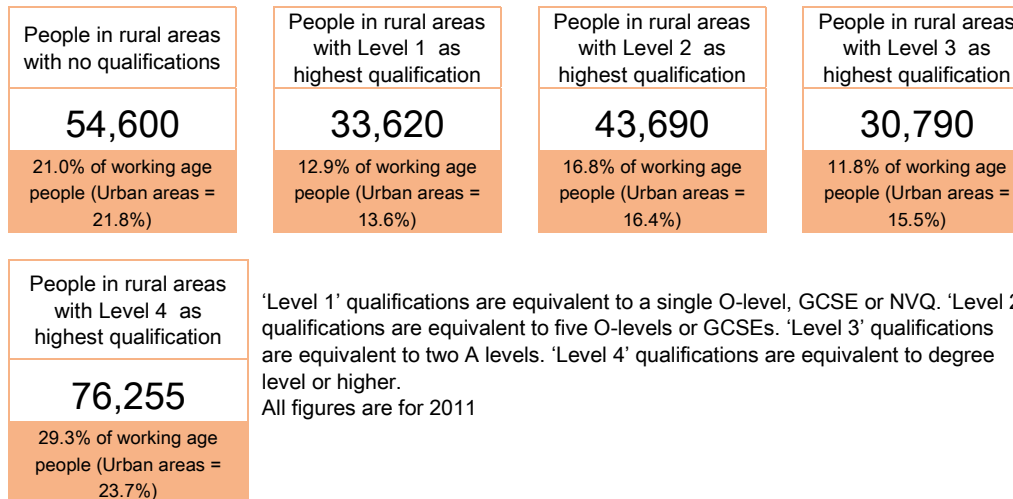 People in rural areas
with no qualifications
54,600
21.0% of working age
people (Urban areas =
21.8%)
People in rural areas
with Level 1 as
highest qualification
33,620
12.9% of working age
people (Urban areas =
13.6%)
People in rural areas
with Level 2 as
highest qualification
43,690
16.8% of working age
people (Urban areas =
16.4%)
People in rural areas
with Level 3 as
highest qualification
30,790
11.8% of working age
people (Urban areas =
15.5%)
People in rural areas
with Level 4 as
highest qualification
76,255
29.3% of working age
people (Urban areas =
23.7%)
‘Level 1’ qualifications are equivalent to a single O-level, GCSE or NVQ. ‘Level 2
qualifications are equivalent to five O-levels or GCSEs. ‘Level 3’ qualifications
are equivalent to two A levels. ‘Level 4’ qualifications are equivalent to degree
level or higher.
All figures are for 2011